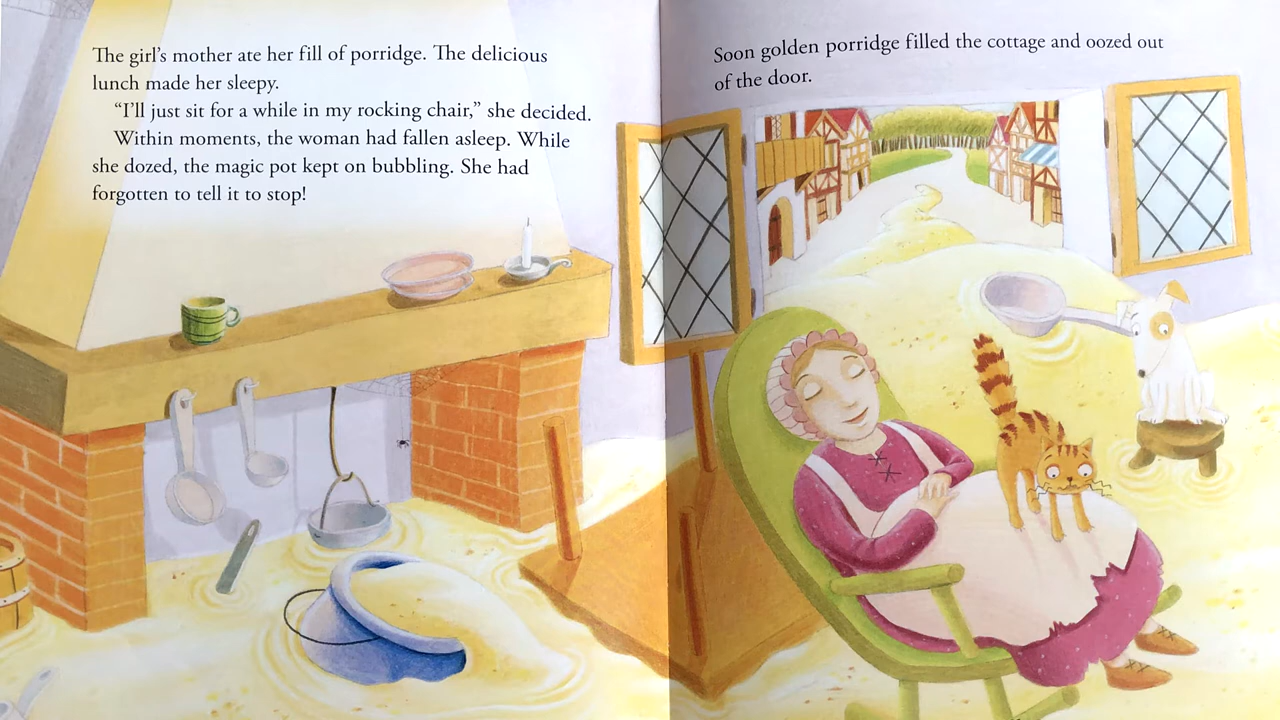 The girl's mother ate her fill of porridge. The delicious
lunch made her sleepy.
“I'll just sit for a while in my rocking chair,” she decided.
Within moments, the woman had fallen asleep. While
she dozed, the magic pot kept on bubbling. She had
forgotten to tell it to stop!
Soon golden porridge filled the cottage and oozed out
of the door.